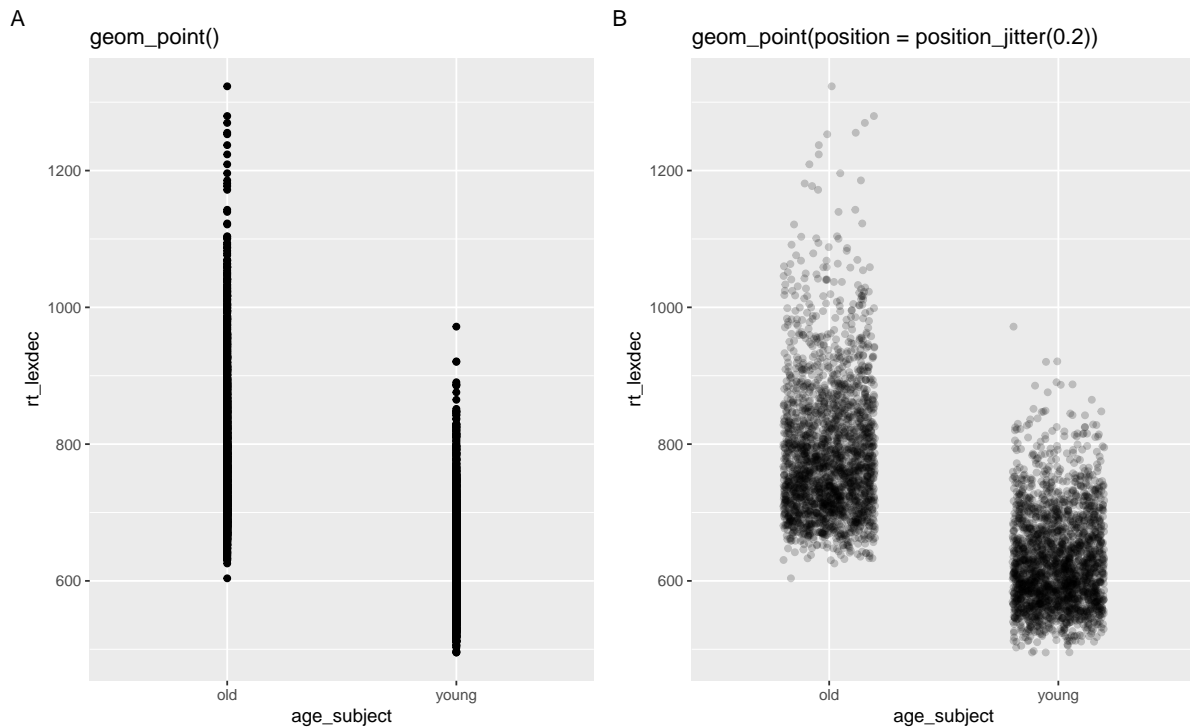 A
geom_point()
1200
1000
800
600
rt_lexdec
old
young
age_subject
B
geom_point(position = position_jitter(0.2))
1200
1000
800
600
rt_lexdec
old
young
age_subject